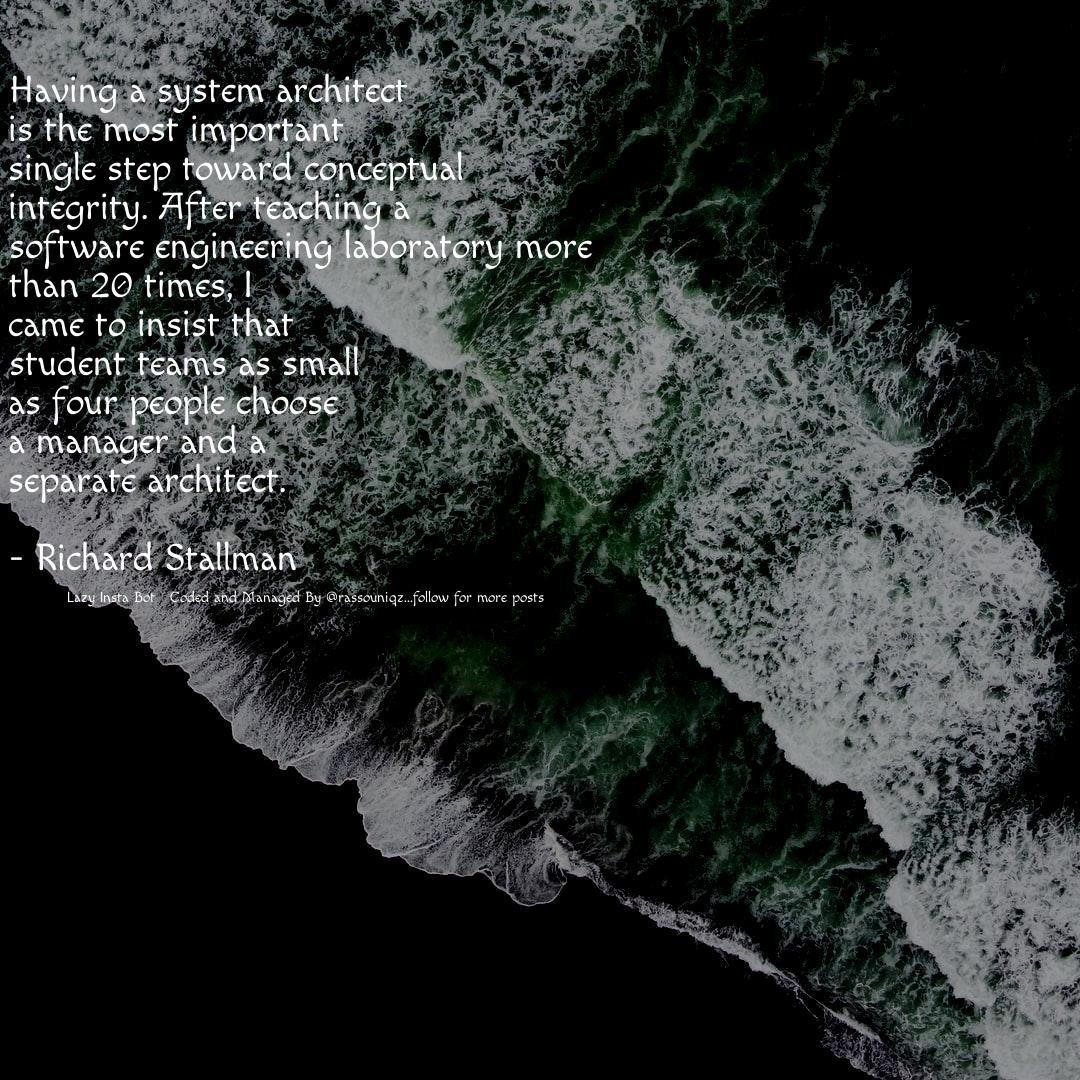 Having a system architect
is the most important
single step toward conceptual
integrity. After teaching a
software engineering laboratory more
than 20 times, I
came to insist that
student teams as small
as four people choose
a manager and a
separate architect.
- Richard Stallman
Lazy Insta Bot Coded and Managed By @rassouniqz...follow for more posts